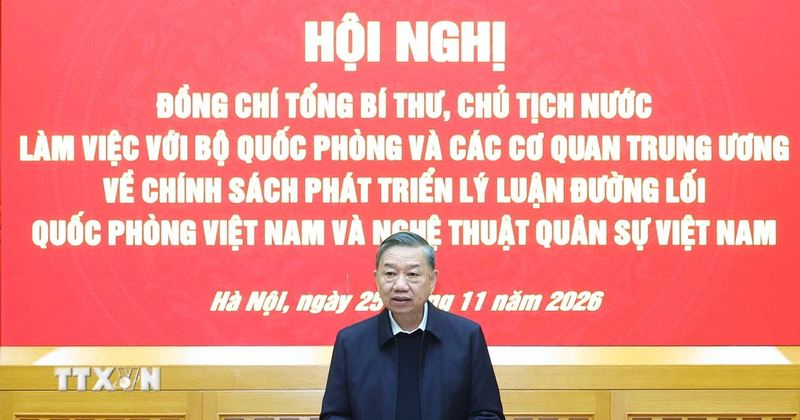 HỘI NGHỊ
ĐỒNG CHÍ TỔNG BÍ THƯ, CHỦ TỊCH NƯỚC
LÀM VIỆC VỚI BỘ QUỐC PHÒNG VÀ CÁC CƠ QUAN TRUNG ƯƠNG
VỀ CHÍNH SÁCH PHÁT TRIỂN LÝ LUẬN ĐƯỜNG LỐI
QUỐC PHÒNG VIỆT NAM VÀ NGHỆ THUẬT QUÂN SỰ VIỆT NAM
Hà Nội, ngày 11 năm 2026
TTXVN